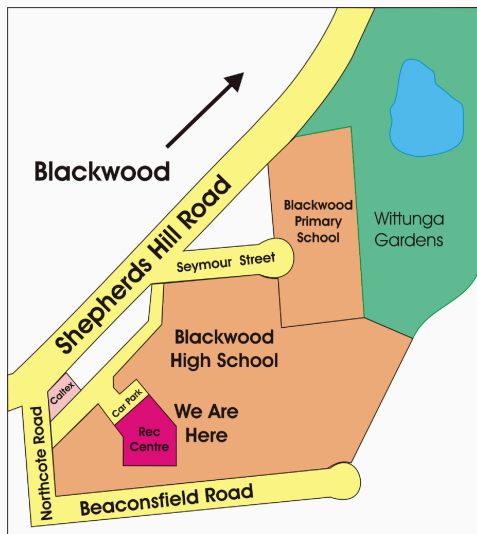 Blackwood
Shepherds Hill Road
Blackwood
Primary
School
Wittunga
Gardens
Seymour Street
Blackwood
High School
Caltex
Car Park
We Are
Here
Rec
Centre
Northcote Road
Beaconsfield Road